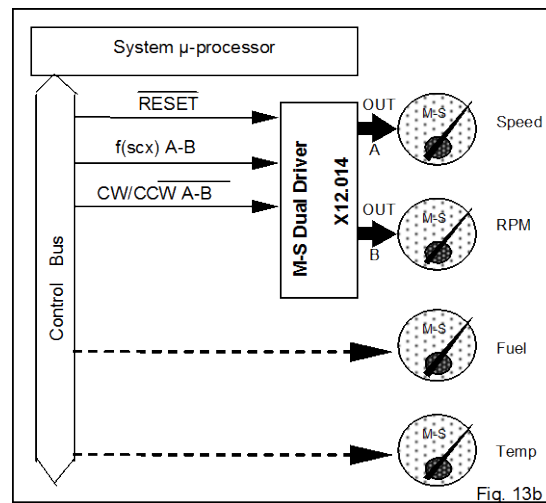 System µ-processor
RESET
f(scx) A-B
CW/CCW A-B
Control Bus
M-S Dual Driver
X12.014
OUT
A
OUT
B
M-S
Speed
M-S
RPM
M-S
Fuel
M-S
Temp
Fig. 13b